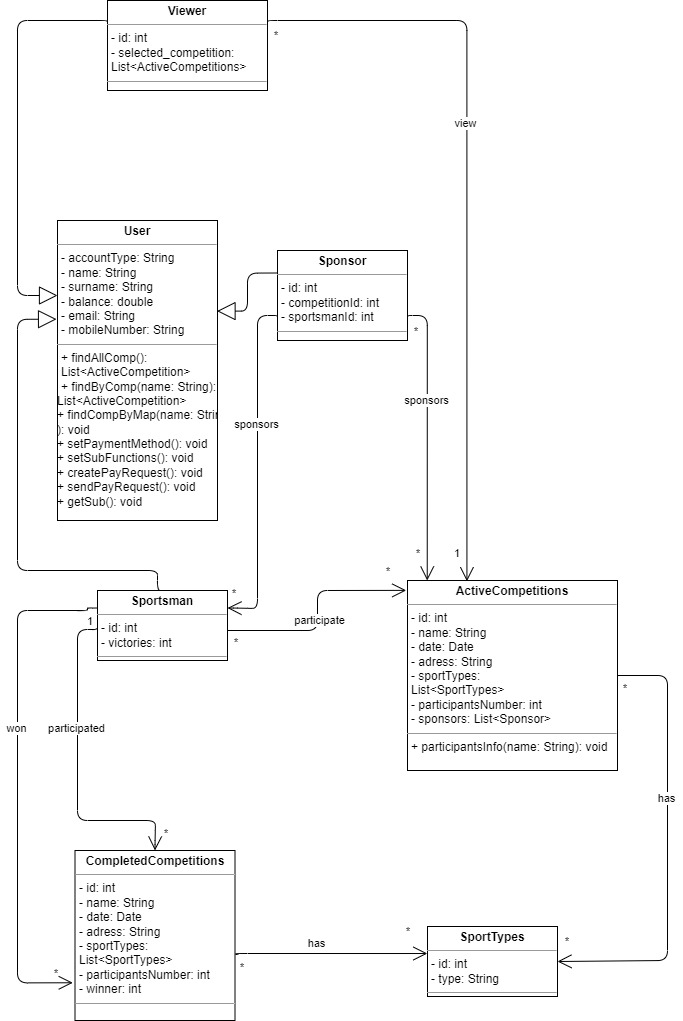 Viewer
- id: int
- selected_competition:
List<ActiveCompetitions>
*
view
User
- accountType: String
- name: String
- surname: String
- balance: double
- email: String
- mobileNumber: String
+ findAllComp():
List<ActiveCompetition>
+ findByComp(name: String):
List<ActiveCompetition>
+ findCompByMap(name: Strin
): void
+ setPaymentMethod(): void
+ setSubFunctions(): void
+ createPayRequest(): void
+ sendPayRequest(): void
+ getSub(): void
Sponsor
- id: int
- competitionId: int
- sportsmanId: int
*
sponsors
sponsors
*
1
*
*
Sportsman
- id: int
- victories: int
1
*
participate
ActiveCompetitions
- id: int
- name: String
- date: Date
- adress: String
- sportTypes:
List<SportTypes>
- participantsNumber: int
- sponsors: List<Sponsor>
+ participantsInfo(name: String): void
*
won
participated
has
*
CompletedCompetitions
- id: int
- name: String
- date: Date
- adress: String
- sportTypes:
List<SportTypes>
- participantsNumber: int
- winner: int
*
*
has
*
SportTypes
- id: int
- type: String
*